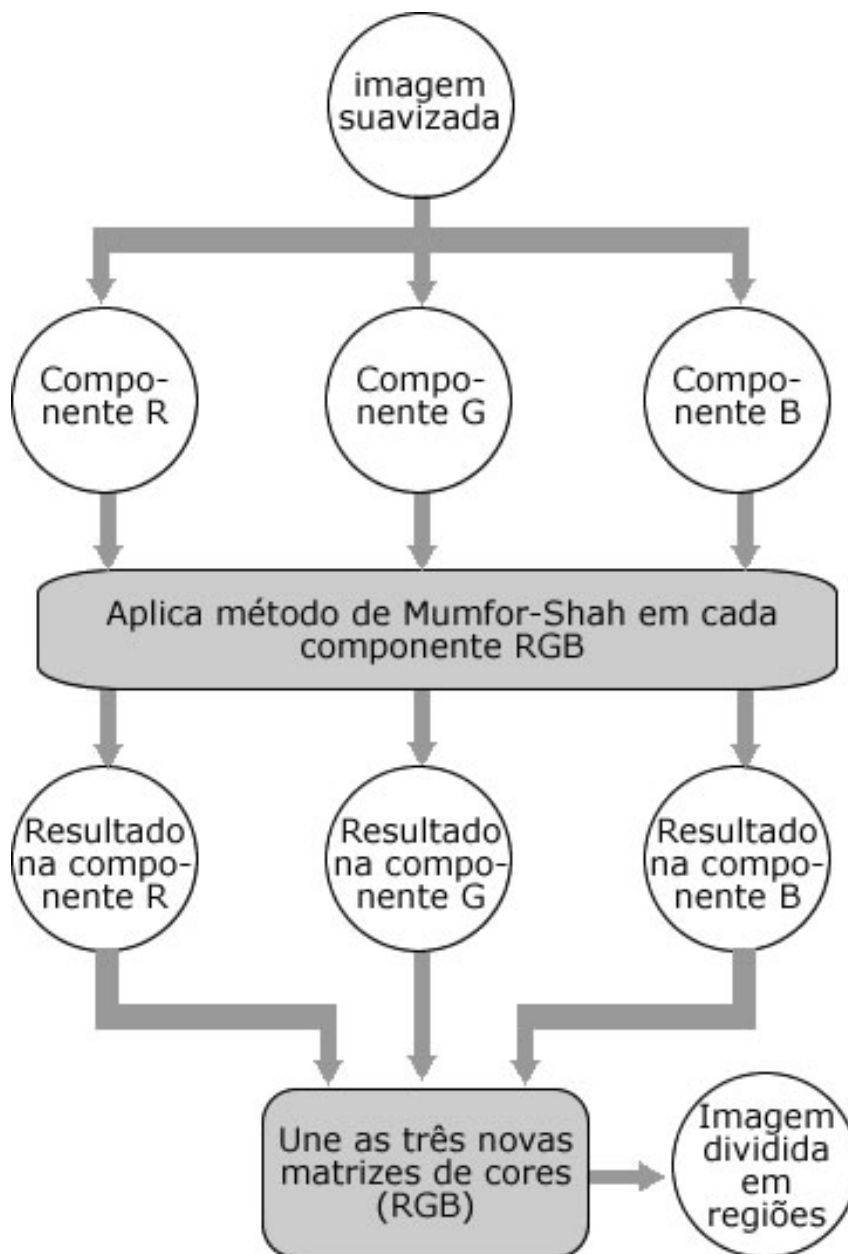 imagem
suavizada
Compo-
nente R
Compo-
nente G
Compo-
nente B
Aplica método de Mumfor-Shah em cada
componente RGB
Resultado
na compo-
nente R
Resultado
na compo-
nente G
Resultado
na compo-
nente B
Une as três novas
matrizes de cores
(RGB)
Imagem
dividida
em
regiões